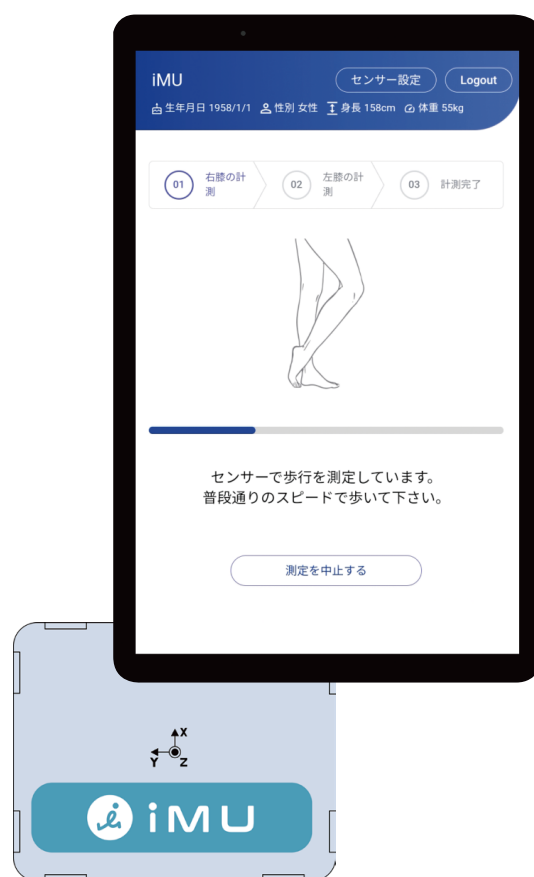 iMU
センサー設定
Logout
生年月日 1958/1/1 性別 女性 身長 158cm 体重 55kg
01 右膝の計
測
02 左膝の計
測
03 計測完了
センサーで歩行を測定しています。
普段通りのスピードで歩いて下さい。
測定を中止する
X
Y Z
iMU